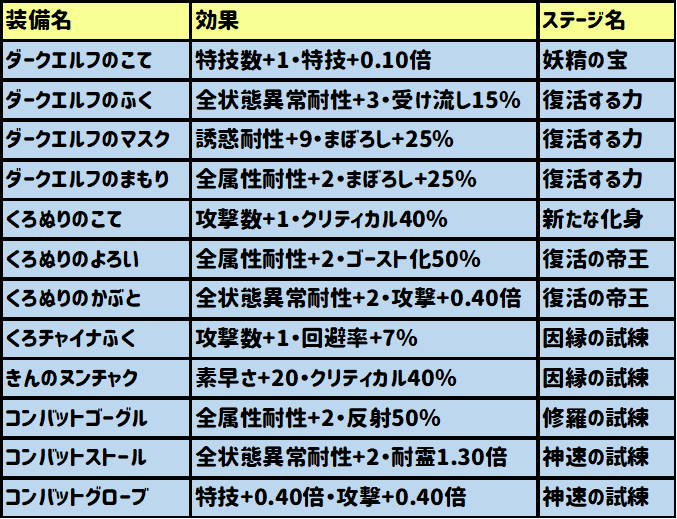 装備名 効果 ステージ名
ダークエルフのこて 特技数+1・特技+0.10倍 妖精の宝
ダークエルフのふく 全状態異常耐性+3・受け流し15% 復活する力
ダークエルフのマスク 誘惑耐性+9・まぼろし+25% 復活する力
ダークエルフのまもり 全属性耐性+2・まぼろし+25% 復活する力
くろぬりのこて 攻撃数+1・クリティカル40% 新たな化身
くろぬりのよろい 全属性耐性+2・ゴースト化50% 復活の帝王
くろぬりのかぶと 全状態異常耐性+2・攻撃+0.40倍 復活の帝王
くろチャイナふく 攻撃数+1・回避率+7% 因縁の試練
きんのヌンチャク 素早さ+20・クリティカル40% 因縁の試練
コンバットゴーグル 全属性耐性+2・反射50% 修羅の試練
コンバットストール 全状態異常耐性+2・耐霊1.30倍 神速の試練
コンバットグローブ 特技+0.40倍・攻撃+0.40倍 神速の試練